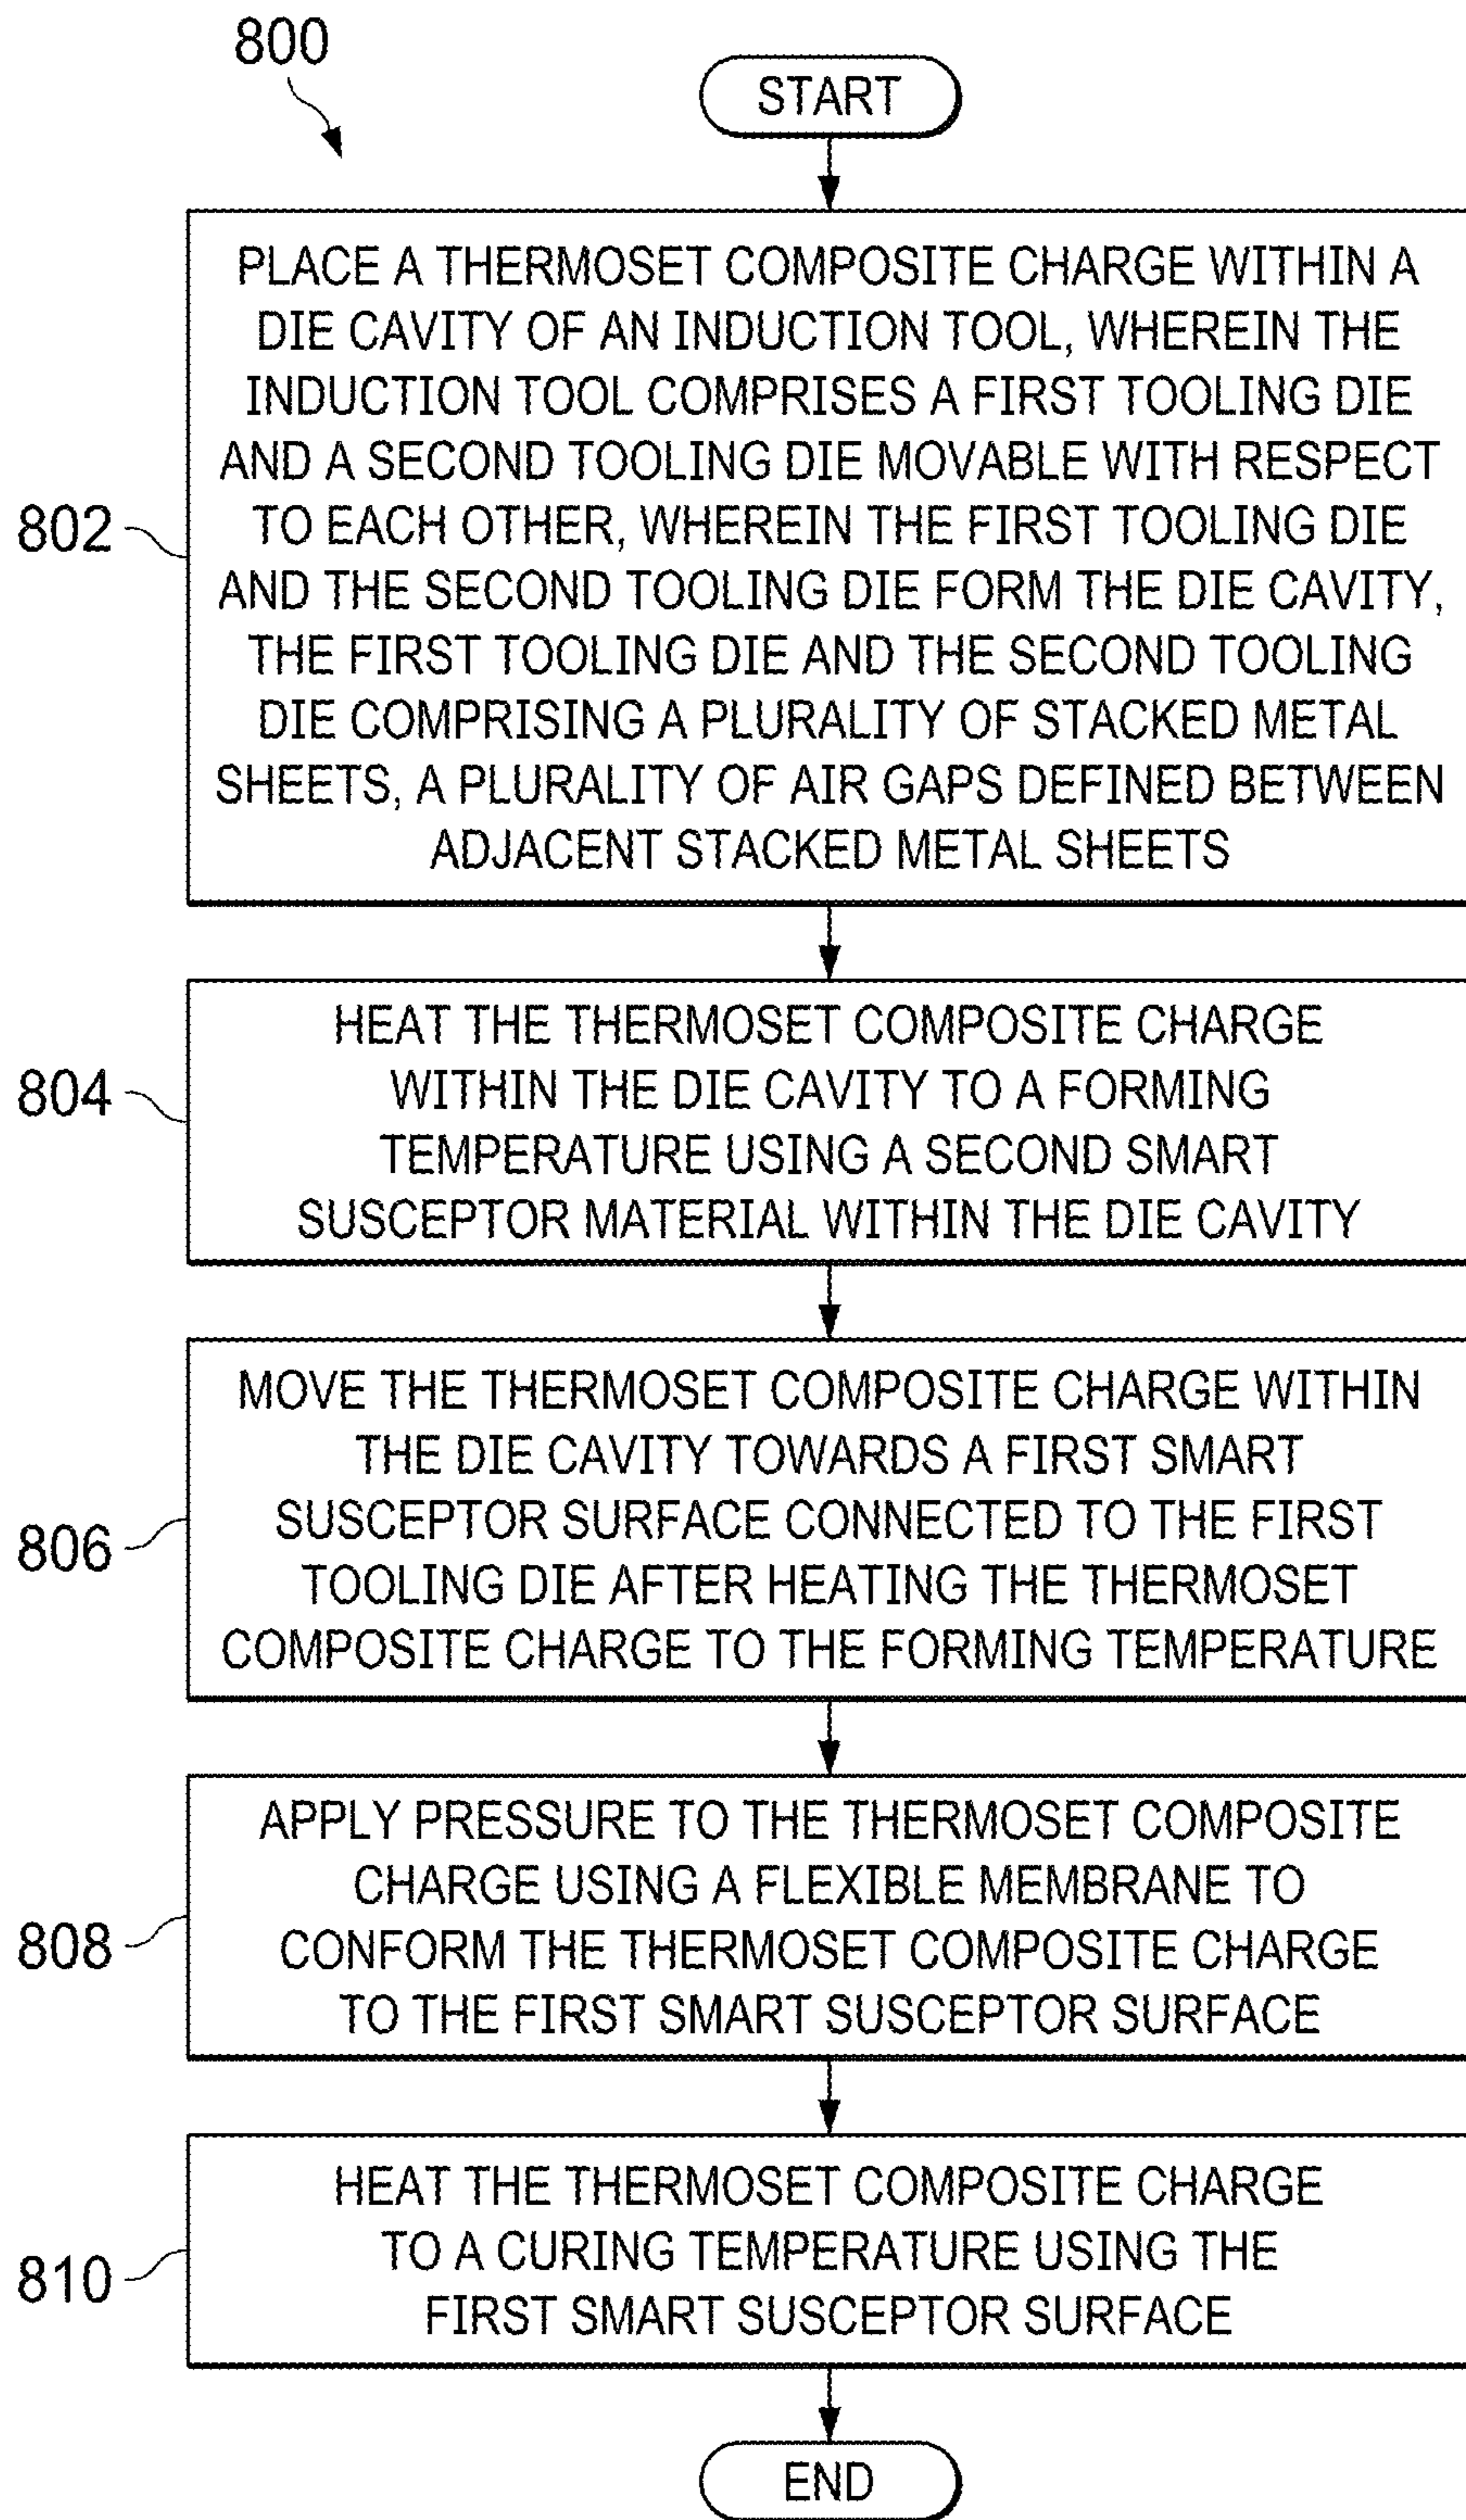 800
START
802
PLACE A THERMOSET COMPOSITE CHARGE WITHIN A
DIE CAVITY OF AN INDUCTION TOOL, WHEREIN THE
INDUCTION TOOL COMPRISES A FIRST TOOLING DIE
AND A SECOND TOOLING DIE MOVABLE WITH RESPECT
TO EACH OTHER, WHEREIN THE FIRST TOOLING DIE
AND THE SECOND TOOLING DIE FORM THE DIE CAVITY,
THE FIRST TOOLING DIE AND THE SECOND TOOLING
DIE COMPRISING A PLURALITY OF STACKED METAL
SHEETS, A PLURALITY OF AIR GAPS DEFINED BETWEEN
ADJACENT STACKED METAL SHEETS
804
HEAT THE THERMOSET COMPOSITE CHARGE
WITHIN THE DIE CAVITY TO A FORMING
TEMPERATURE USING A SECOND SMART
SUSCEPTOR MATERIAL WITHIN THE DIE CAVITY
806
MOVE THE THERMOSET COMPOSITE CHARGE WITHIN
THE DIE CAVITY TOWARDS A FIRST SMART
SUSCEPTOR SURFACE CONNECTED TO THE FIRST
TOOLING DIE AFTER HEATING THE THERMOSET
COMPOSITE CHARGE TO THE FORMING TEMPERATURE
808
APPLY PRESSURE TO THE THERMOSET COMPOSITE
CHARGE USING A FLEXIBLE MEMBRANE TO
CONFORM THE THERMOSET COMPOSITE CHARGE
TO THE FIRST SMART SUSCEPTOR SURFACE
810
HEAT THE THERMOSET COMPOSITE CHARGE
TO A CURING TEMPERATURE USING THE
FIRST SMART SUSCEPTOR SURFACE
END